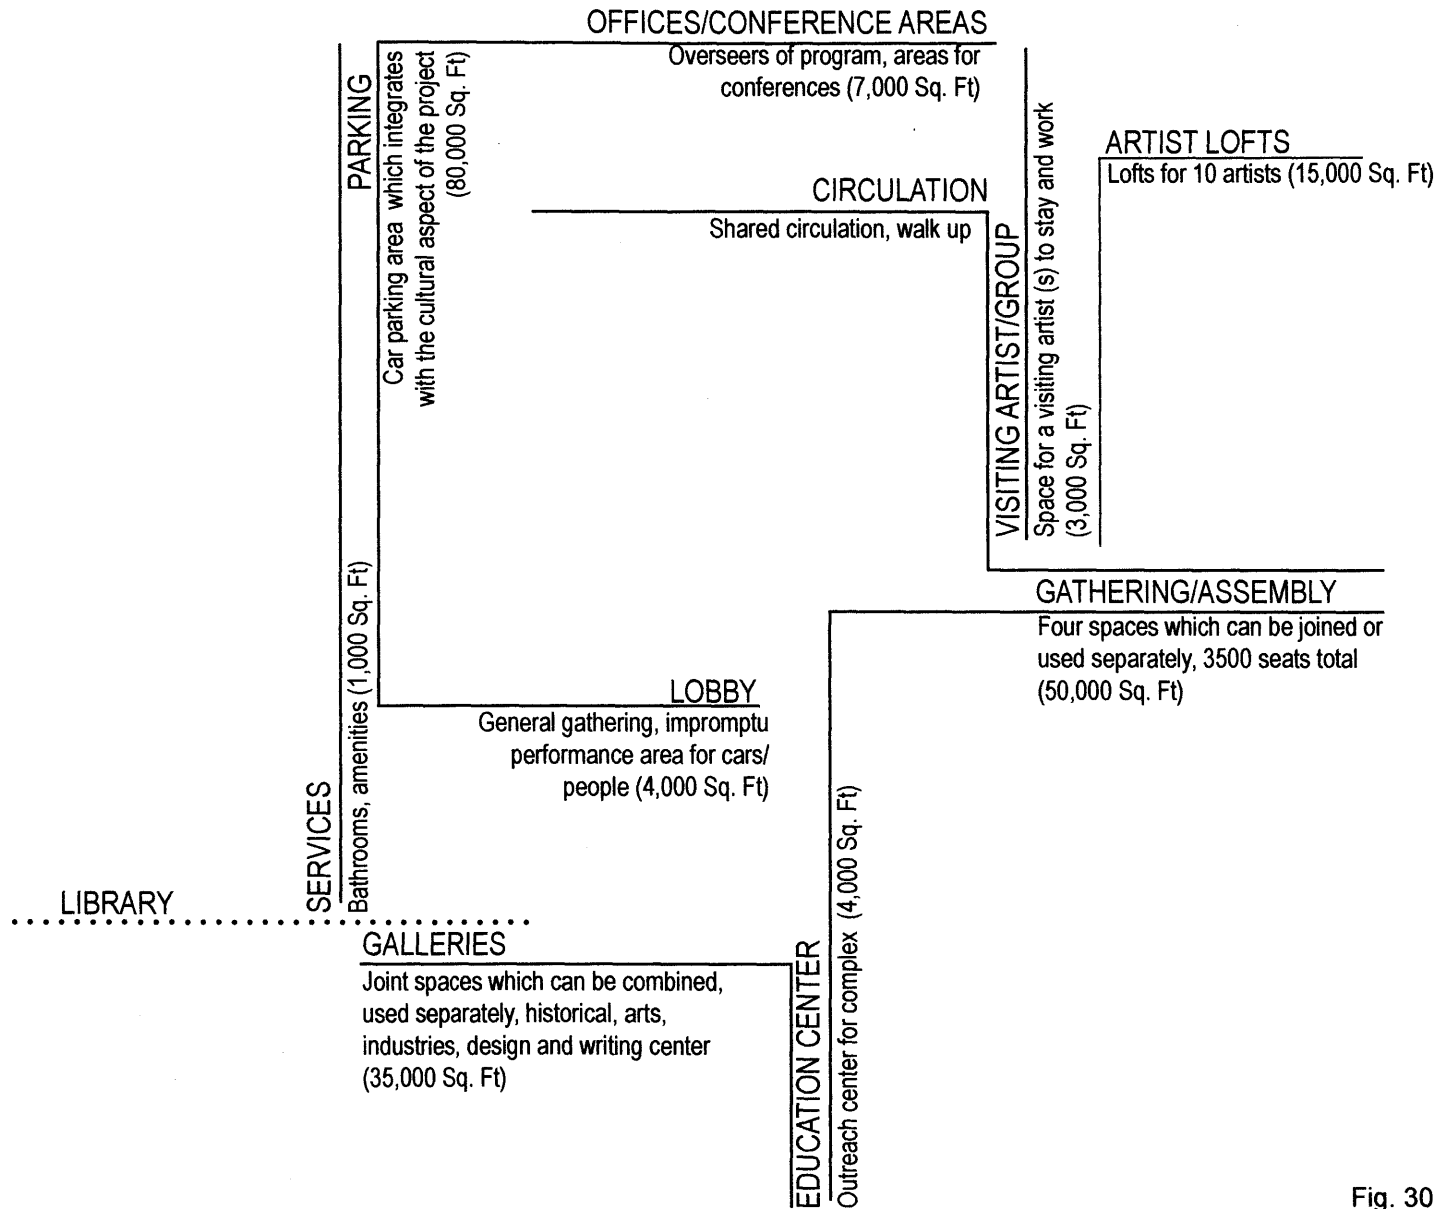 OFFICES/CONFERENCE AREAS
Overseers of program, areas for
conferences (7,000 Sq. Ft)
PARKING
Car parking area which integrates
with the cultural aspect of the project
(80,000 Sq. Ft)
CIRCULATION
Shared circulation, walk up
VISITING ARTIST/GROUP
Space for a visiting artist (s) to stay and work
(3,000 Sq. Ft)
ARTIST LOFTS
Lofts for 10 artists (15,000 Sq. Ft)
GATHERING/ASSEMBLY
Four spaces which can be joined or
used separately, 3500 seats total
(50,000 Sq. Ft)
LOBBY
General gathering, impromptu
performance area for cars/
people (4,000 Sq. Ft)
SERVICES
Bathrooms, amenities (1,000 Sq. Ft)
LIBRARY
GALLERIES
Joint spaces which can be combined,
used separately, historical, arts,
industries, design and writing center
(35,000 Sq. Ft)
EDUCATION CENTER
Outreach center for complex (4,000 Sq. Ft)
Fig. 30